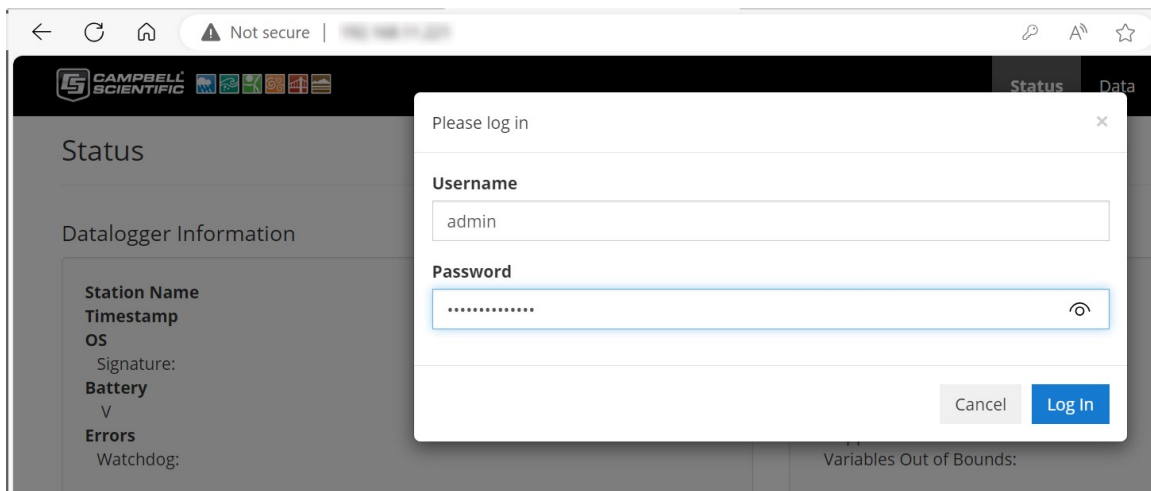 Not secure
CAMPBELL
SCIENTIFIC
Status Data
Please log in
Status
Username
admin
Datalogger Information
Password
Station Name
Timestamp
OS
Signature:
Battery
V
Errors
Watchdog:
Cancel Log In
Variables Out of Bounds: